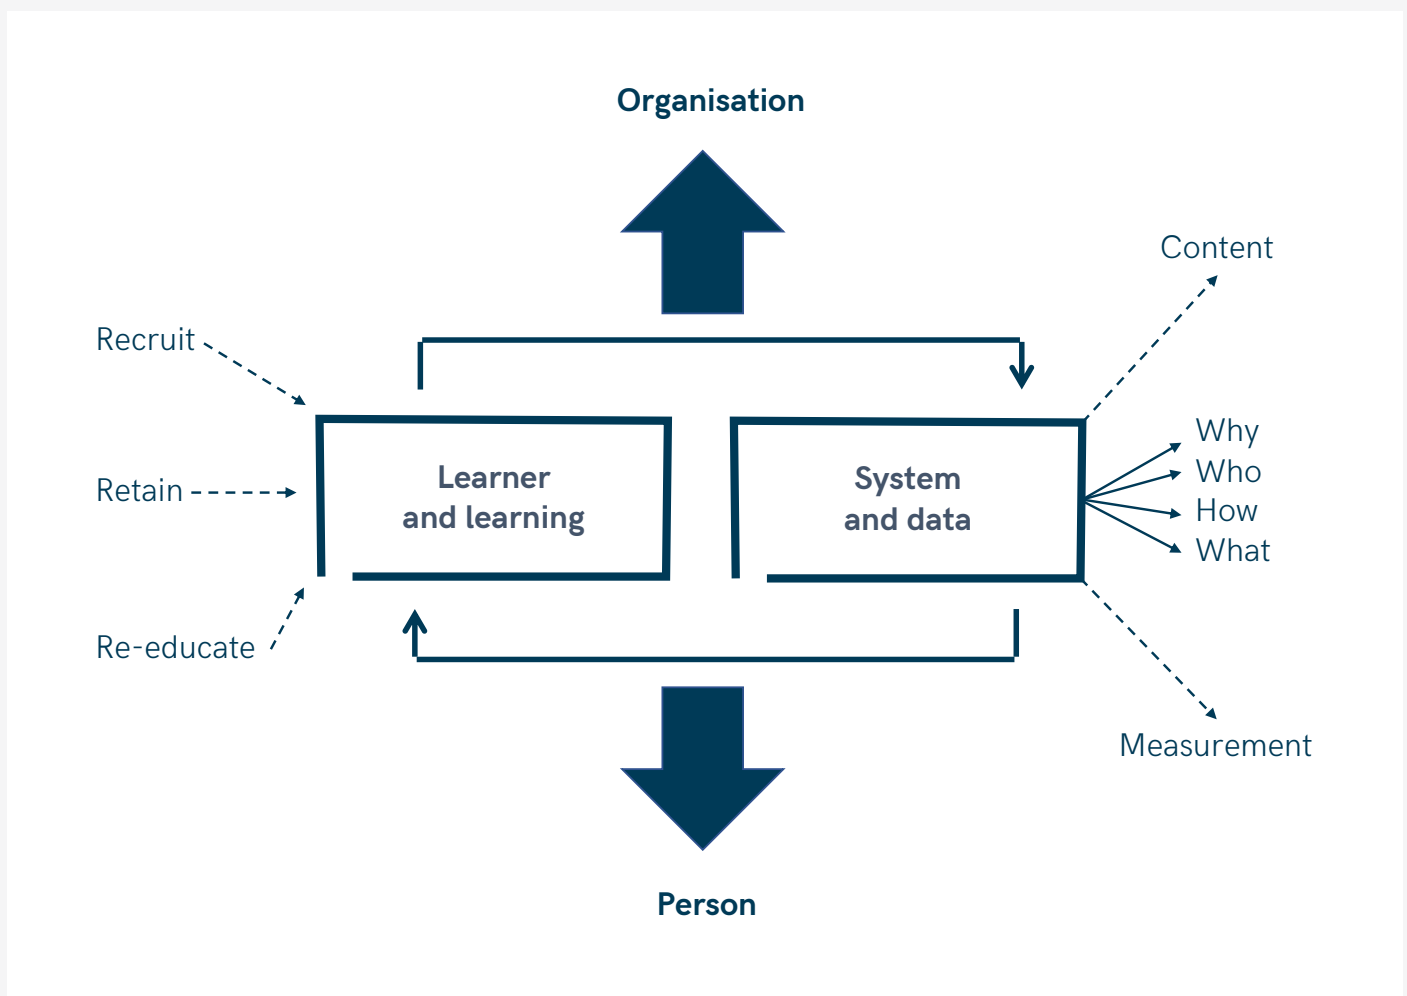 Organisation
Content
Recruit
Retain
Re-educate
Learner
and learning
System
and data
Why
Who
How
What
Measurement
Person